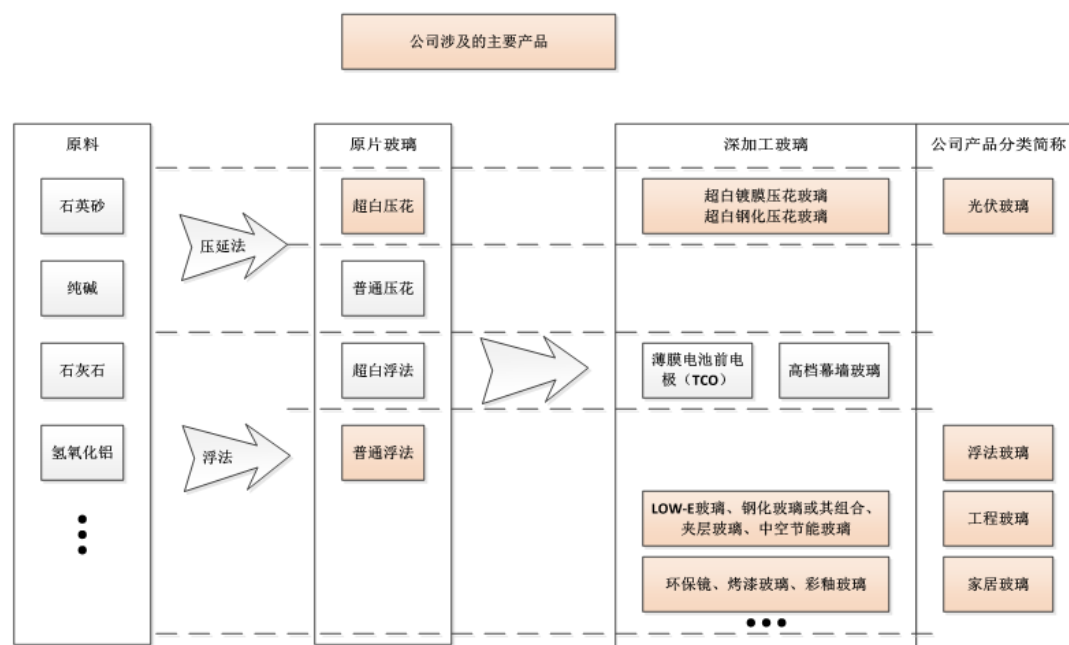 公司涉及的主要产品
原料
原片玻璃
深加工玻璃
公司产品分类简称
石英砂
超白压花
超白镀膜压花玻璃
超白钢化压花玻璃
光伏玻璃
压延法
纯碱
普通压花
石灰石
超白浮法
薄膜电池前电
极（TCO）
高档幕墙玻璃
氢氧化铝
浮法
普通浮法
浮法玻璃
LOW-E玻璃、钢化玻璃或其组合、
夹层玻璃、中空节能玻璃
工程玻璃
环保镜、烤漆玻璃、彩釉玻璃
家居玻璃